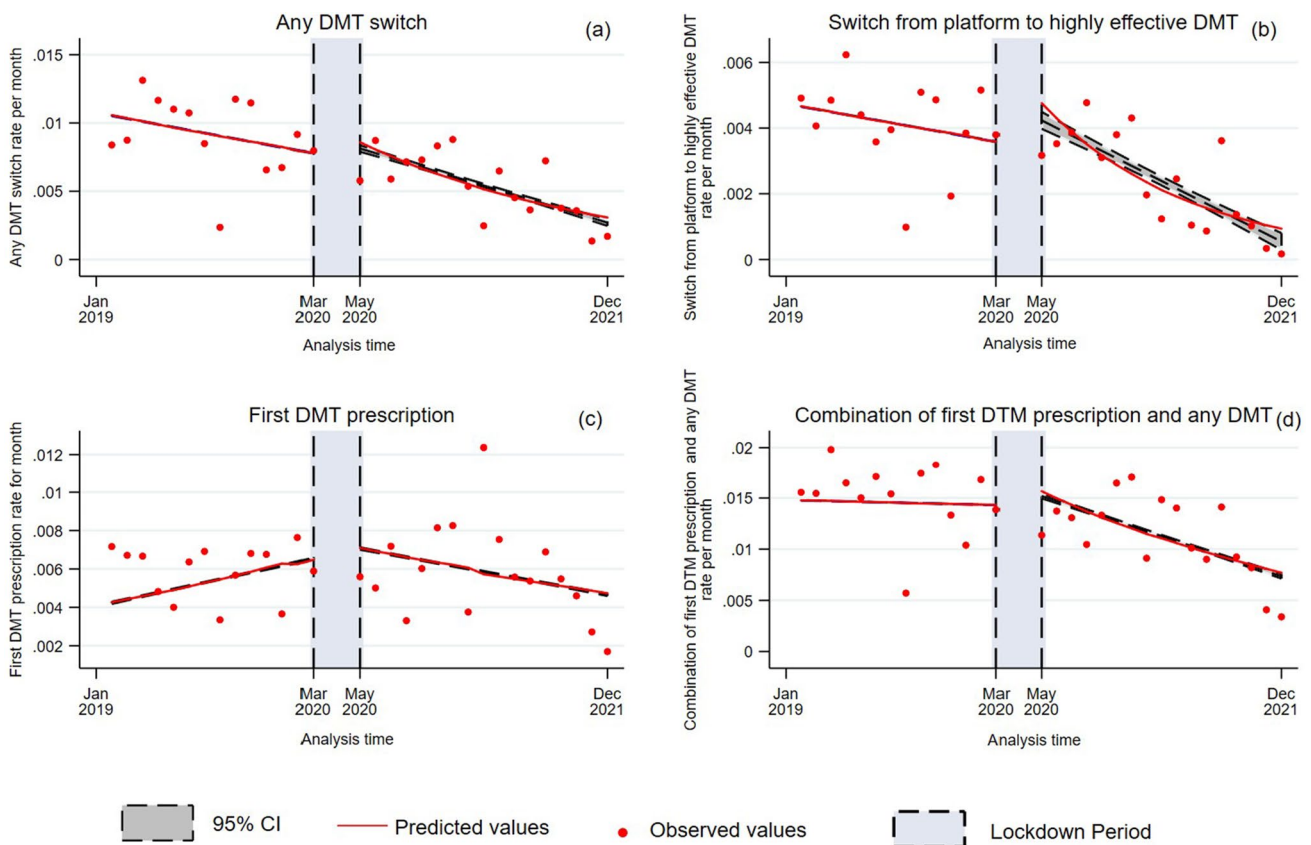 Any DMT switch
(a)
Any DMT switch rate per month
.015
.01
.005
0
Jan
2019
Mar
2020
May
2020
Dec
2021
Analysis time
Switch from platform to highly effective DMT
(b)
Switch from platform to highly effective DMT
rate per month
.006
.004
.002
0
Jan
2019
Mar
2020
May
2020
Dec
2021
Analysis time
First DMT prescription
(c)
First DMT prescription rate for month
.012
.01
.008
.006
.004
.002
Jan
2019
Mar
2020
May
2020
Dec
2021
Analysis time
Combination of first DTM prescription and any DMT
(d)
Combination of first DTM prescription and any DMT
rate per month
.02
.015
.01
.005
0
Jan
2019
Mar
2020
May
2020
Dec
2021
Analysis time
95% CI
Predicted values
Observed values
Lockdown Period